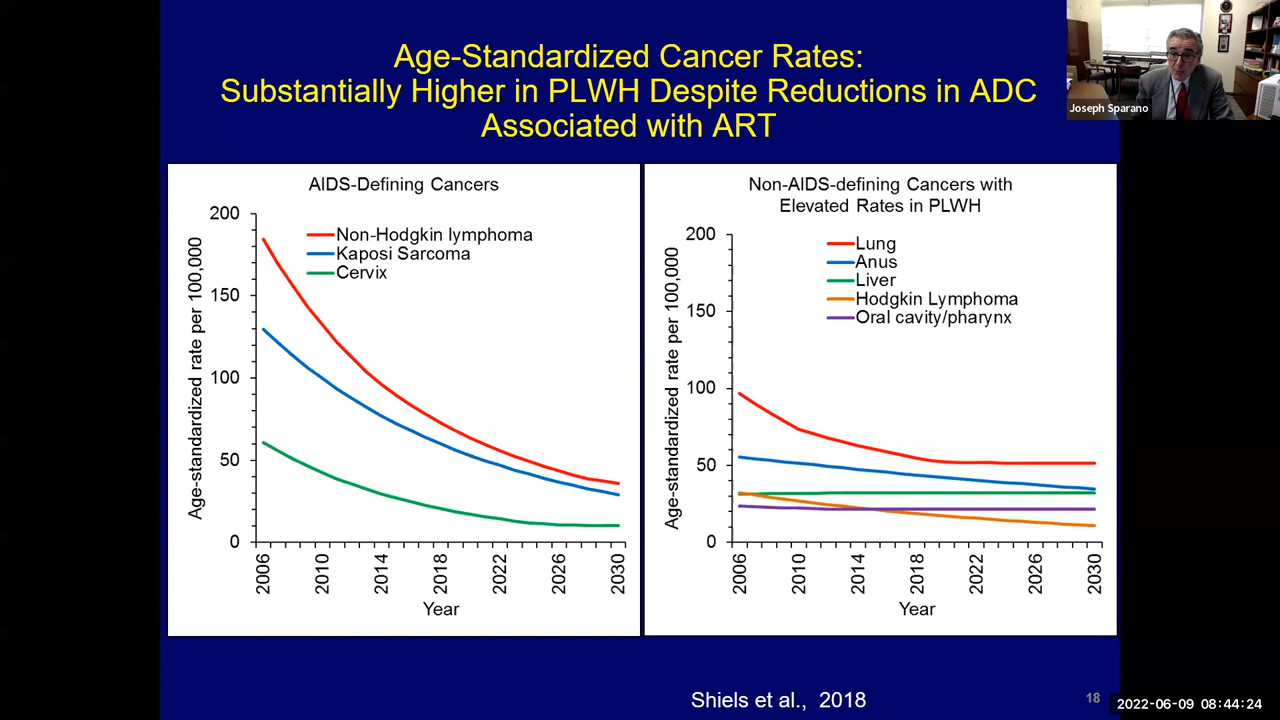 Age-Standardized Cancer Rates:
Substantially Higher in PLWH Despite Reductions in ADC
Associated with ART
Joseph Sparano
AIDS-Defining Cancers
200
150
100
50
0
Age-standardized rate per 100,000
Non-Hodgkin lymphoma
Kaposi Sarcoma
Cervix
2006
2010
2014
2018
2022
2026
2030
Year
Non-AIDS-defining Cancers with
Elevated Rates in PLWH
200
150
100
50
0
Age-standardized rate per 100,000
Lung
Anus
Liver
Hodgkin Lymphoma
Oral cavity/pharynx
2006
2010
2014
2018
2022
2026
2030
Year
Shiels et al., 2018
18
2022-06-09 08:44:24